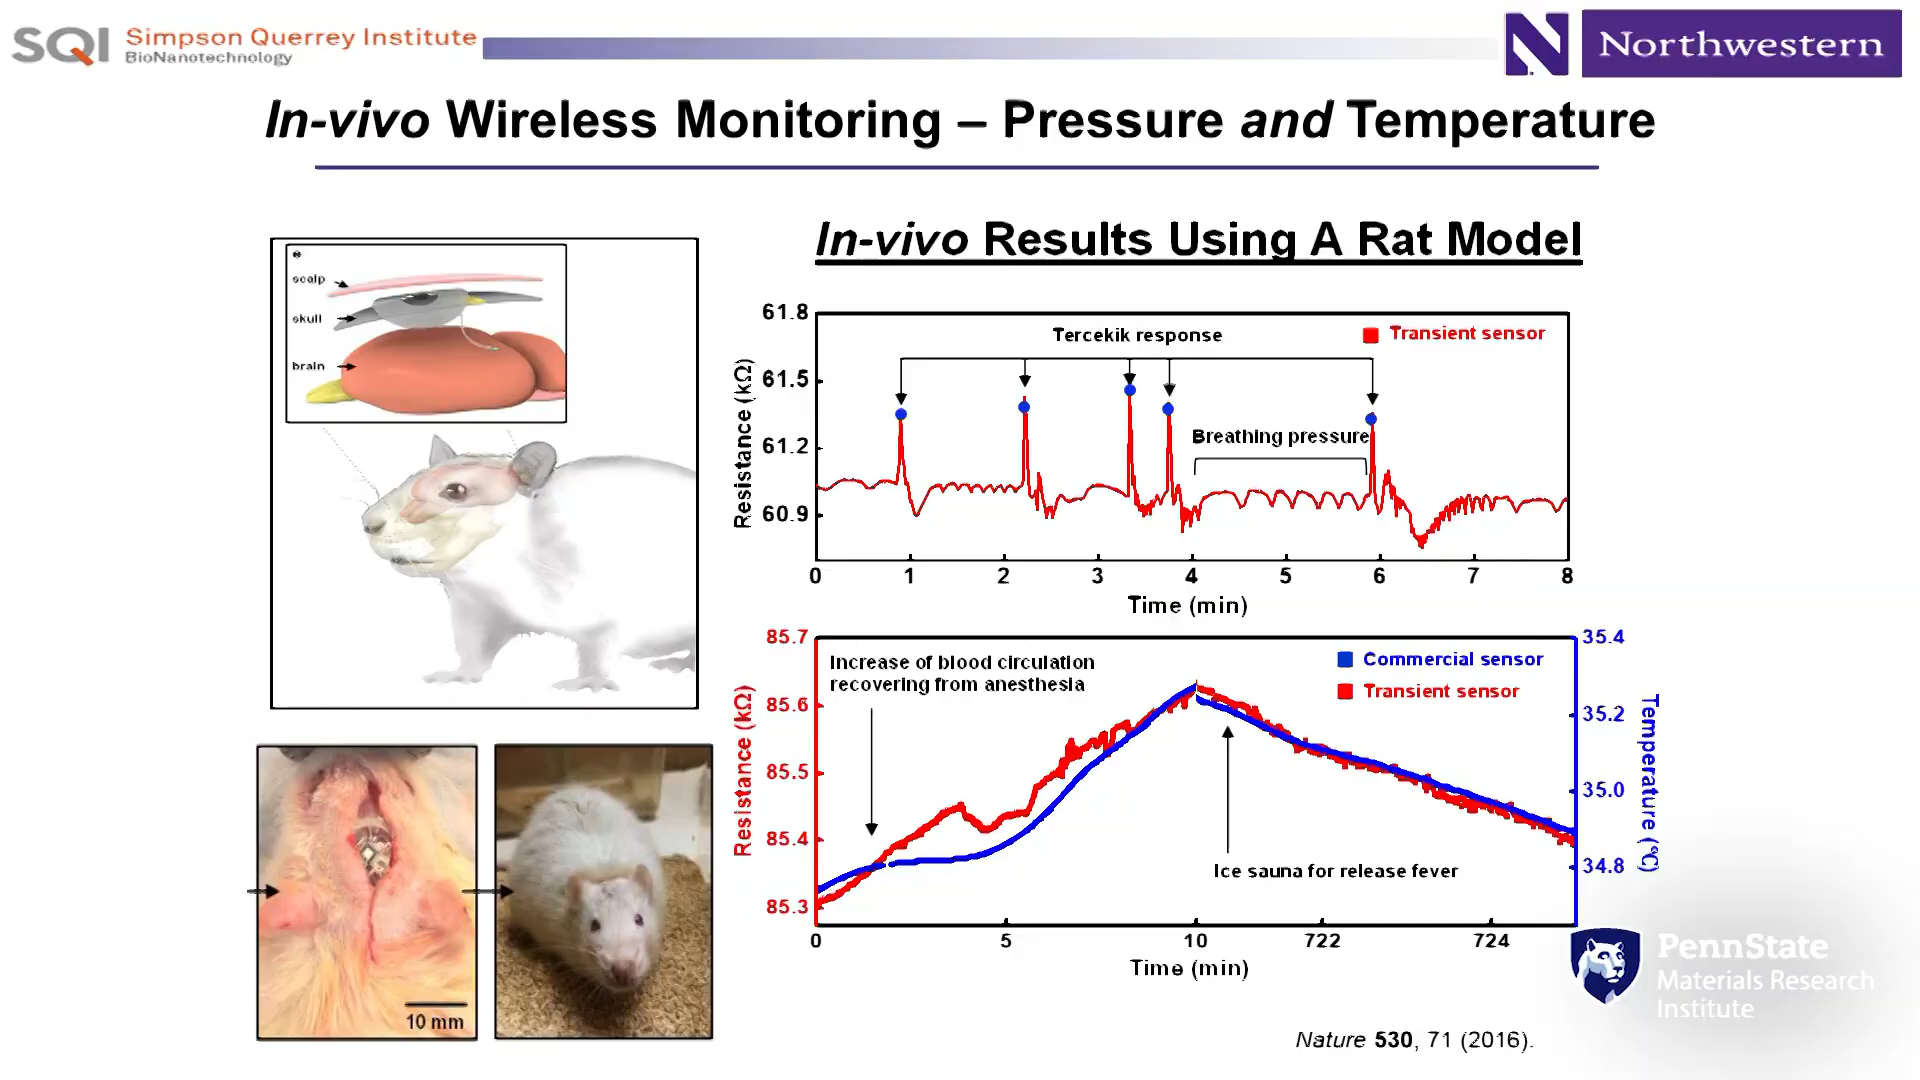 SQI Simpson Querrey Institute
BioNanotechnology
N Northwestern
In-vivo Wireless Monitoring – Pressure and Temperature
In-vivo Results Using A Rat Model
scalp
skull
brain
10 mm
61.8
61.5
61.2
60.9
Resistance (kΩ)
Tercekik response
Transient sensor
Breathing pressure
0 1 2 3 4 5 6 7 8
Time (min)
85.7
85.6
85.5
85.4
85.3
Resistance (kΩ)
Increase of blood circulation
recovering from anesthesia
Commercial sensor
Transient sensor
Ice sauna for release fever
35.4
35.2
35.0
34.8
Temperature (°C)
0 5 10 722 724
Time (min)
PennState
Materials Research
Institute
Nature 530, 71 (2016).